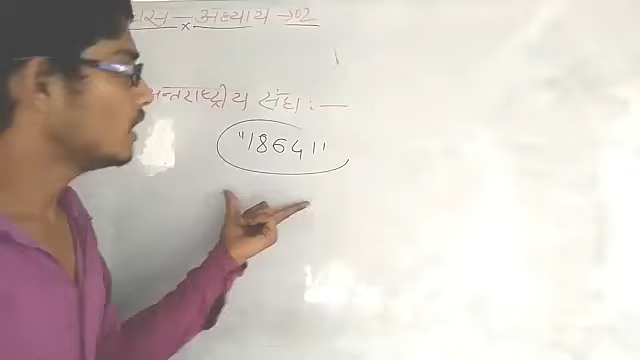 अध्याय → 02
अन्तराष्ट्रीय संघ : —
"1864"